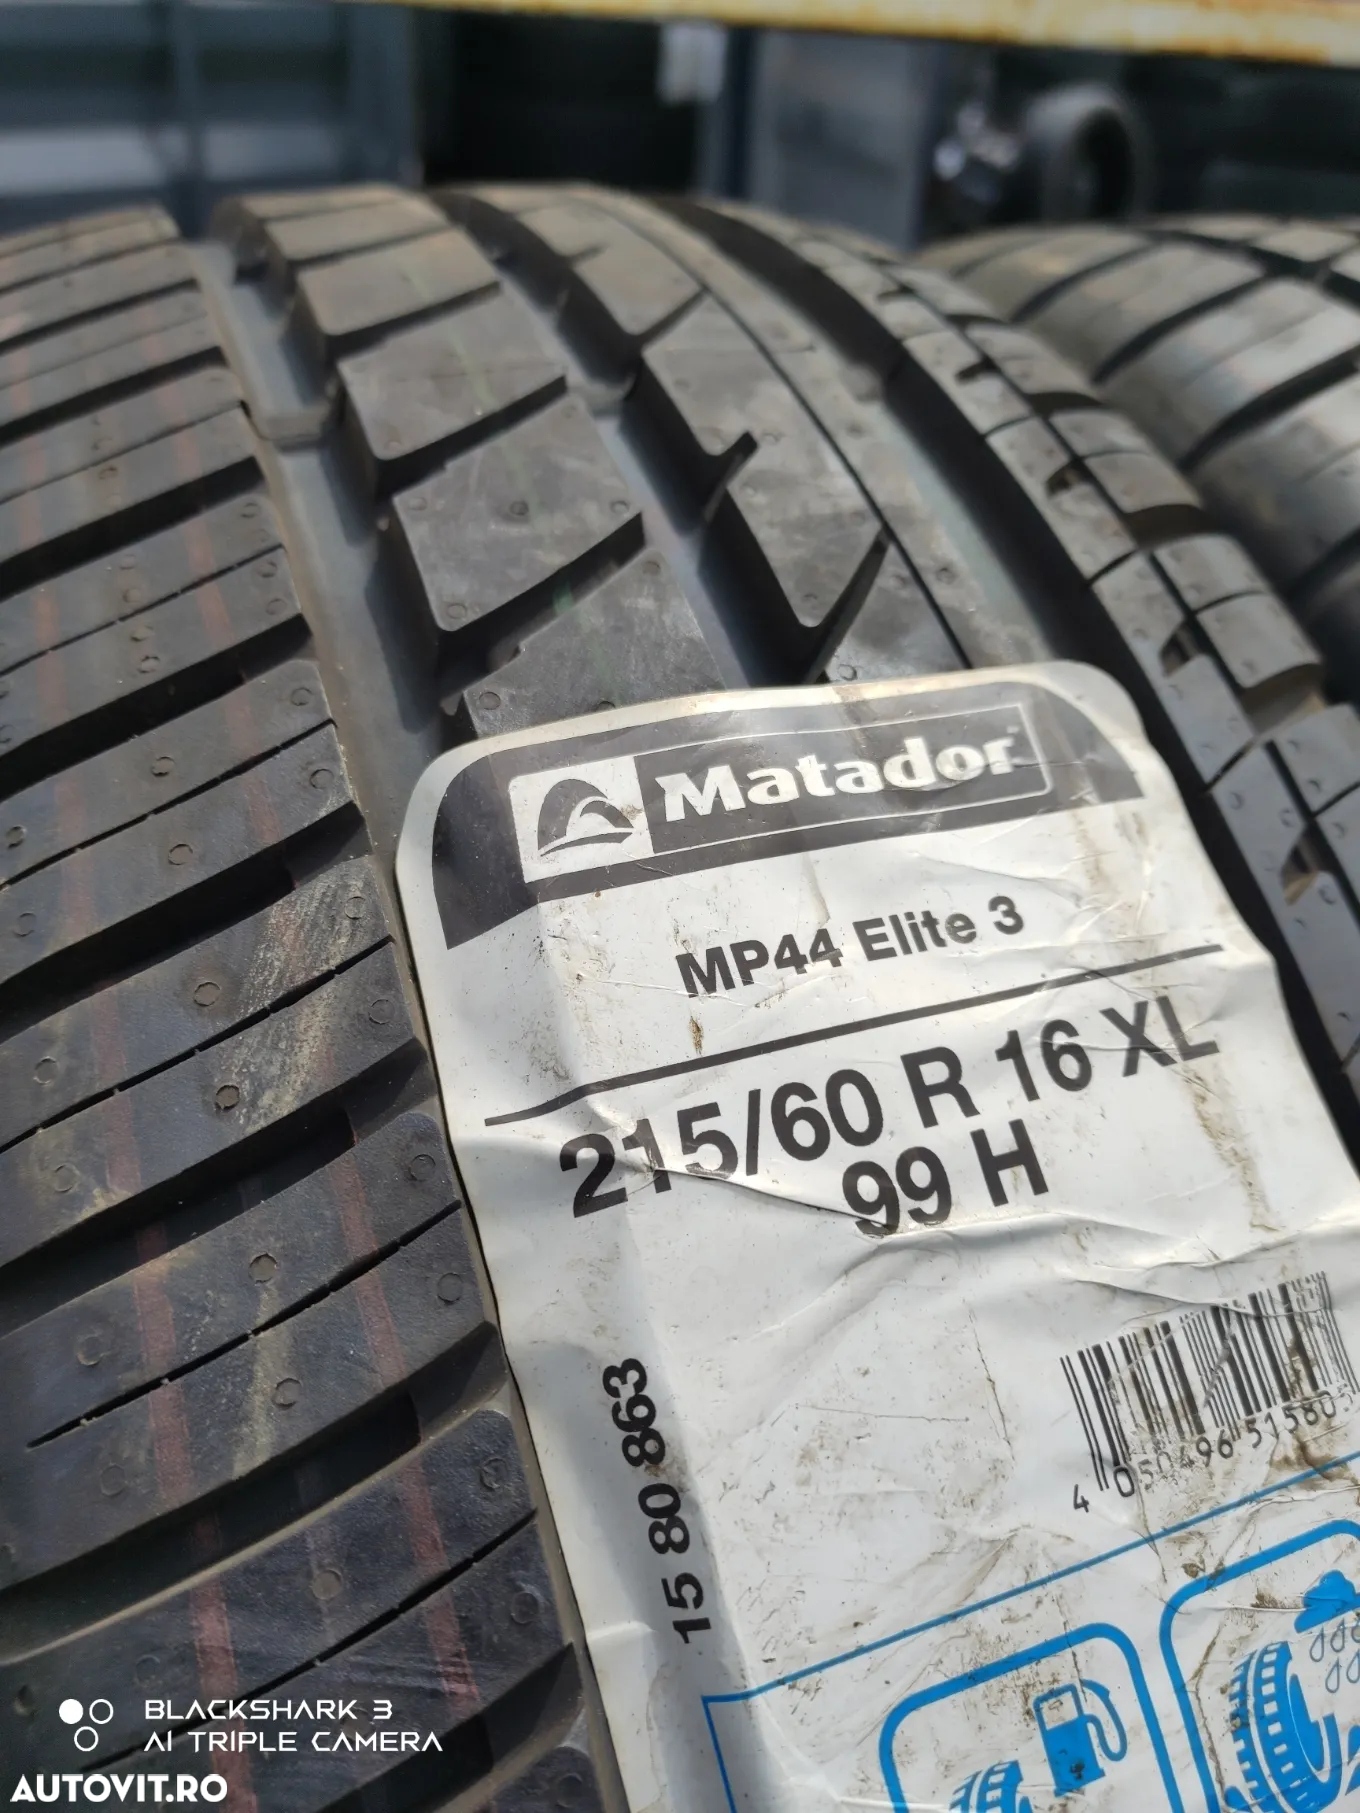 Matador
MP44 Elite 3
215/60 R 16 XL
99 H
15 80 863
4 050496 515805
BLACKSHARK 3
AI TRIPLE CAMERA
AUTOVIT.RO